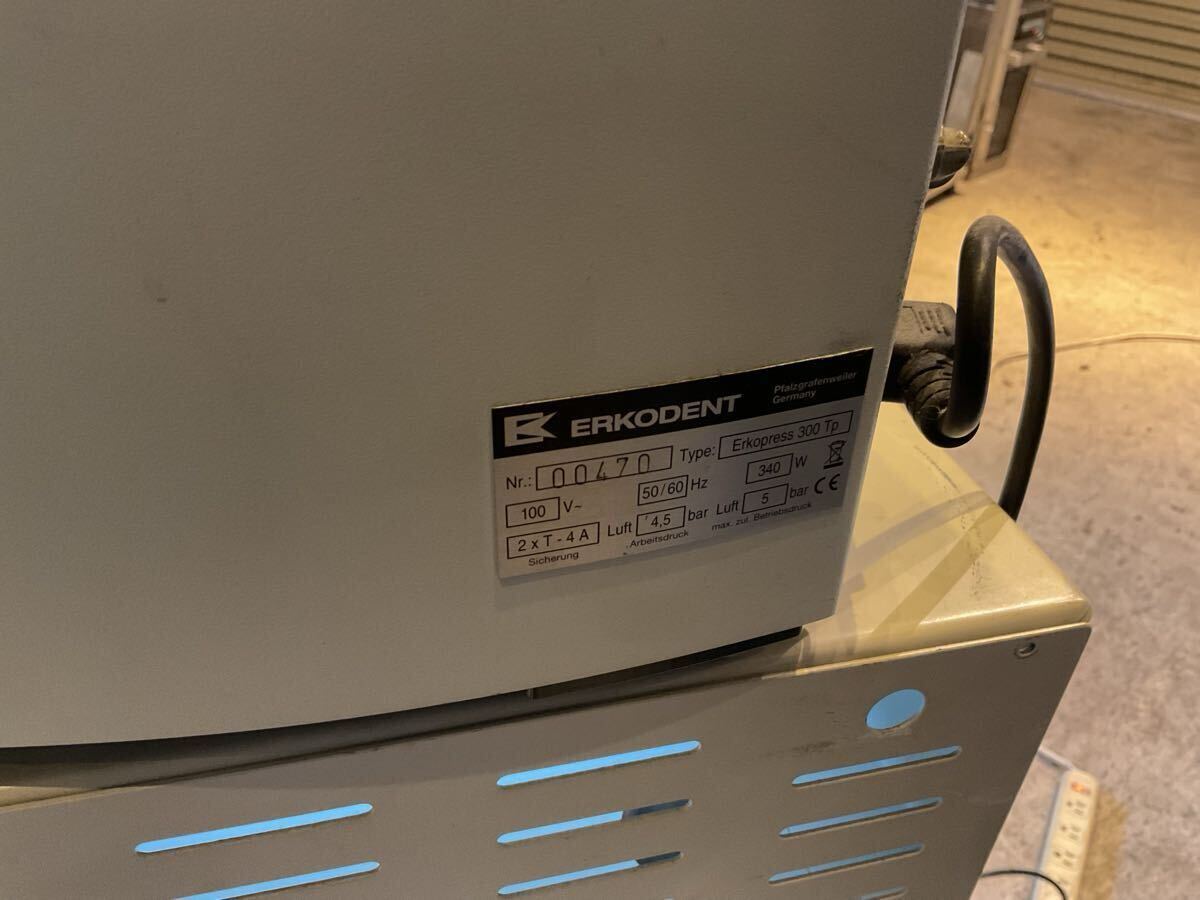 ERKODENT
Pfalzgrafenweiler
Germany
Nr.: 00470 Type: Erkopress 300 Tp
100 V~ 50/60 Hz 340 W
2 x T - 4 A Luft 4,5 bar Luft 5 bar CE
Sicherung Arbeitsdruck max. zul. Betriebsdruck